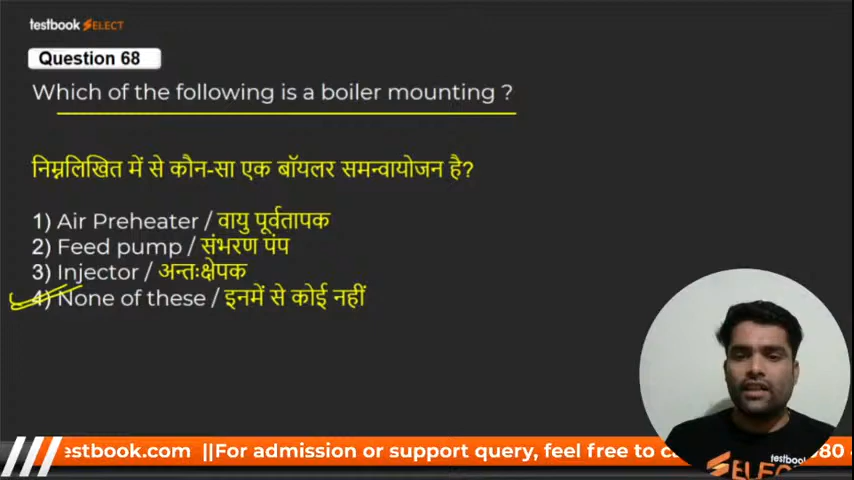 testbook SELECT
Question 68
Which of the following is a boiler mounting ?
निम्नलिखित में से कौन-सा एक बॉयलर समन्वायोजन है?
1) Air Preheater / वायु पूर्वतापक
2) Feed pump / संभरण पंप
3) Injector / अन्तःक्षेपक
4) None of these / इनमें से कोई नहीं
testbook
SELECT
estbook.com ||For admission or support query, feel free to ca